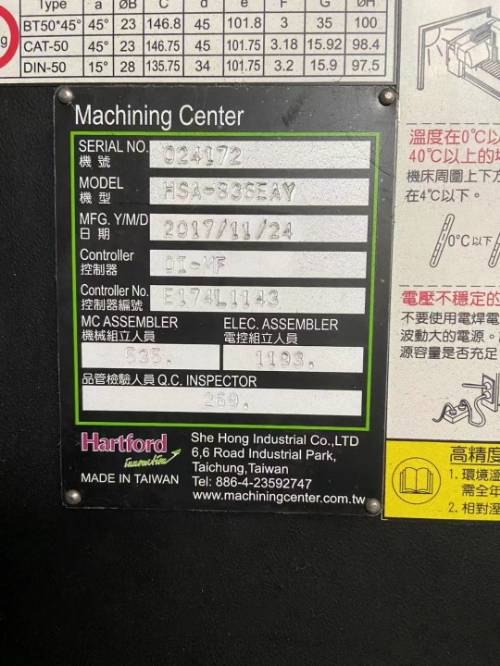 Type a ØB C d e F G ØH
BT50*45° 45° 23 146.8 45 101.8 3 35 100
CAT-50 45° 23 146.75 45 101.75 3.18 15.92 98.4
DIN-50 15° 28 135.75 34 101.75 3.2 15.9 97.5
Machining Center
SERIAL NO. 024172
機 號
MODEL HSA-
機 型
MFG. Y/M/D 2017/11/24
日 期
Controller 0I-MF
控制器
Controller No. E174L1143
控制器編號
MC ASSEMBLER ELEC. ASSEMBLER
機械組立人員 電控組立人員
535. 1193.
品管檢驗人員 Q.C. INSPECTOR
269.
Hartford
Innovative
MADE IN TAIWAN
She Hong Industrial Co.,LTD
6,6 Road Industrial Park,
Taichung,Taiwan
Tel: 886-4-23592747
www.machiningcenter.com.tw
溫度在0°C以
40°C以上的
機床周圍上下方
在4°C以下。
0°C以下
電壓不穩定的
不要使用電焊電
波動大的電源。
源容量是否充足
高精度
1. 環境溫
需全年
2. 相對溼